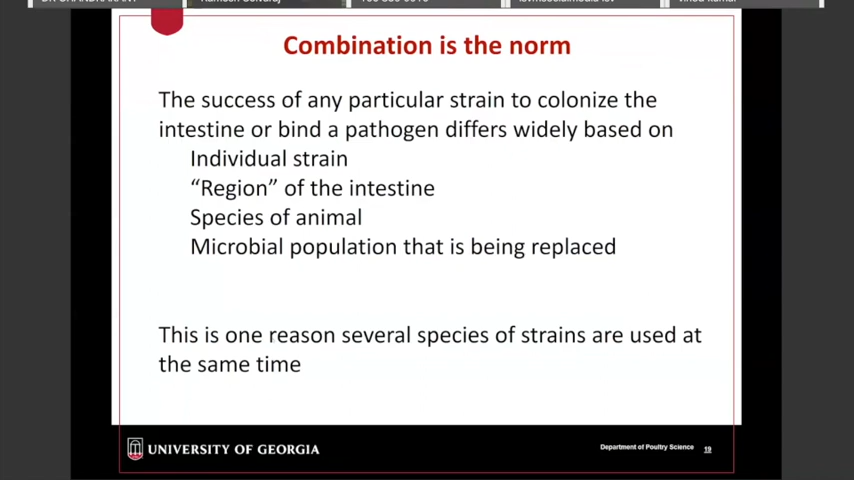 Combination is the norm
The success of any particular strain to colonize the
intestine or bind a pathogen differs widely based on
Individual strain
“Region” of the intestine
Species of animal
Microbial population that is being replaced
This is one reason several species of strains are used at
the same time
UNIVERSITY OF GEORGIA
Department of Poultry Science 19